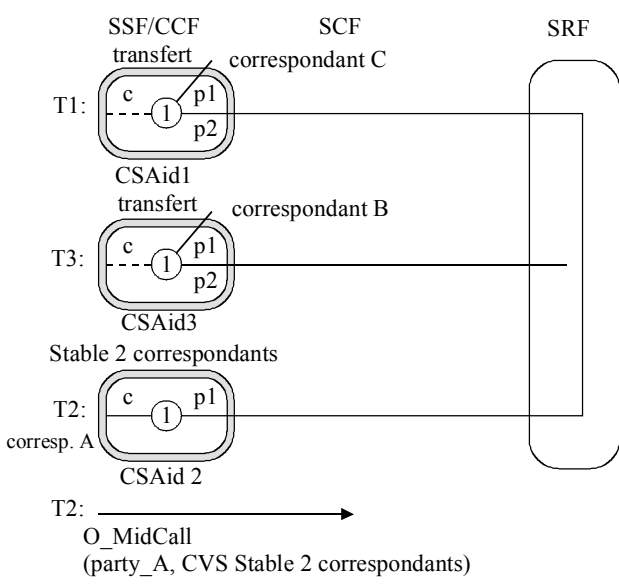 SSF/CCF SCF SRF
transfert
correspondant C
T1: c 1 p1
p2
CSAid1
transfert
correspondant B
T3: c 1 p1
p2
CSAid3
Stable 2 correspondants
T2: c 1 p1
corresp. A
CSAid 2
T2:
O_MidCall
(party_A, CVS Stable 2 correspondants)